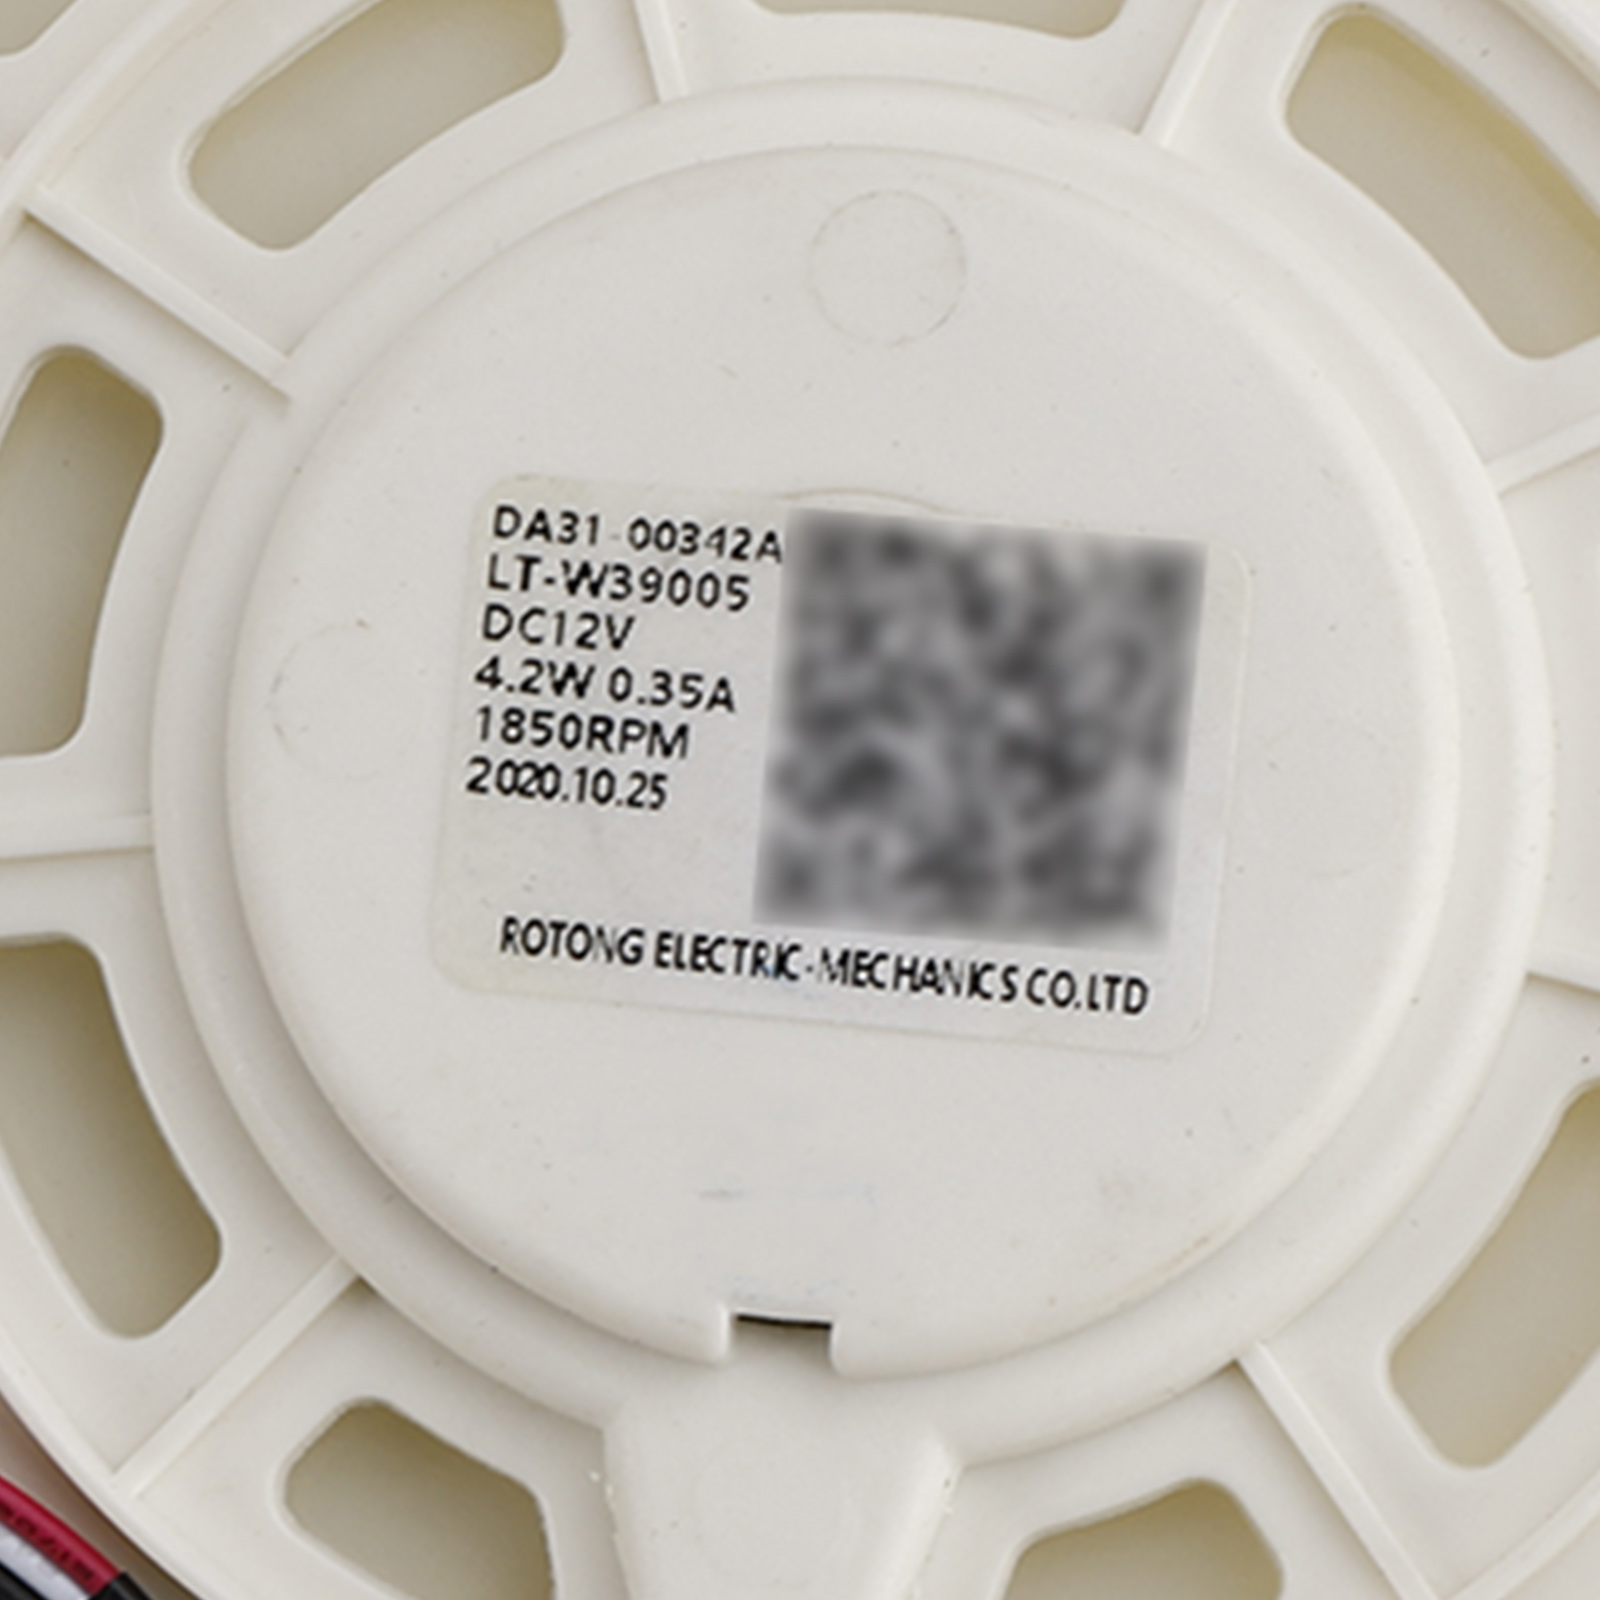 DA31-00342A
LT-W39005
DC12V
4.2W 0.35A
1850RPM
2020.10.25
ROTONG ELECTRIC-MECHANICS CO.LTD